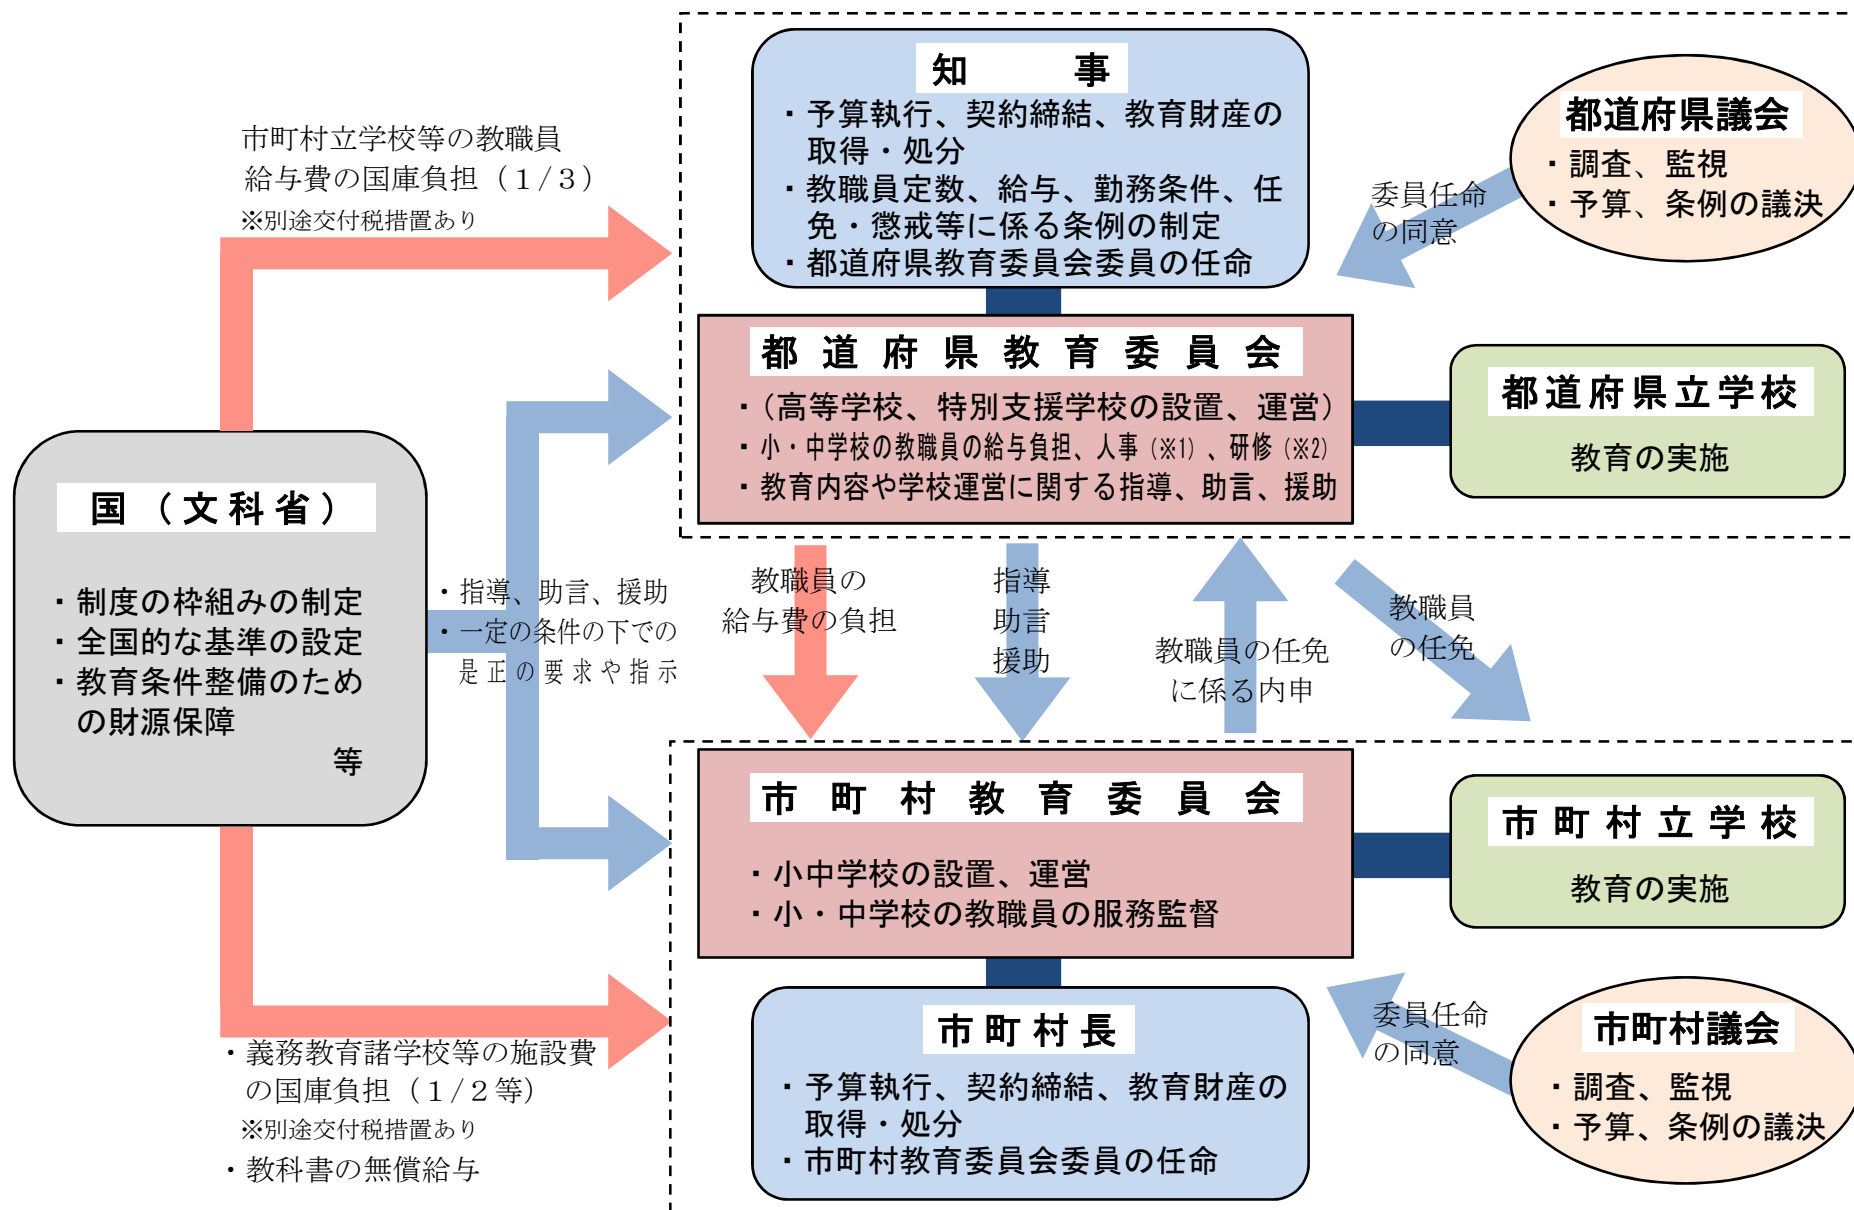 知　事
・予算執行、契約締結、教育財産の
取得・処分
・教職員定数、給与、勤務条件、任
免・懲戒等に係る条例の制定
・都道府県教育委員会委員の任命
都道府県議会
・調査、監視
・予算、条例の議決
委員任命
の同意
市町村立学校等の教職員
給与費の国庫負担（１/３）
※別途交付税措置あり
都道府県教育委員会
・（高等学校、特別支援学校の設置、運営）
・小・中学校の教職員の給与負担、人事（※1）、研修（※2）
・教育内容や学校運営に関する指導、助言、援助
都道府県立学校
教育の実施
国（文科省）
・制度の枠組みの制定
・全国的な基準の設定
・教育条件整備のため
の財源保障
等
・指導、助言、援助
・一定の条件の下での
是正の要求や指示
教職員の
給与費の負担
指導
助言
援助
教職員の任免
に係る内申
教職員
の任免
市町村教育委員会
・小中学校の設置、運営
・小・中学校の教職員の服務監督
市町村立学校
教育の実施
市町村長
・予算執行、契約締結、教育財産の
取得・処分
・市町村教育委員会委員の任命
委員任命
の同意
市町村議会
・調査、監視
・予算、条例の議決
・義務教育諸学校等の施設費
の国庫負担（１/２等）
※別途交付税措置あり
・教科書の無償給与